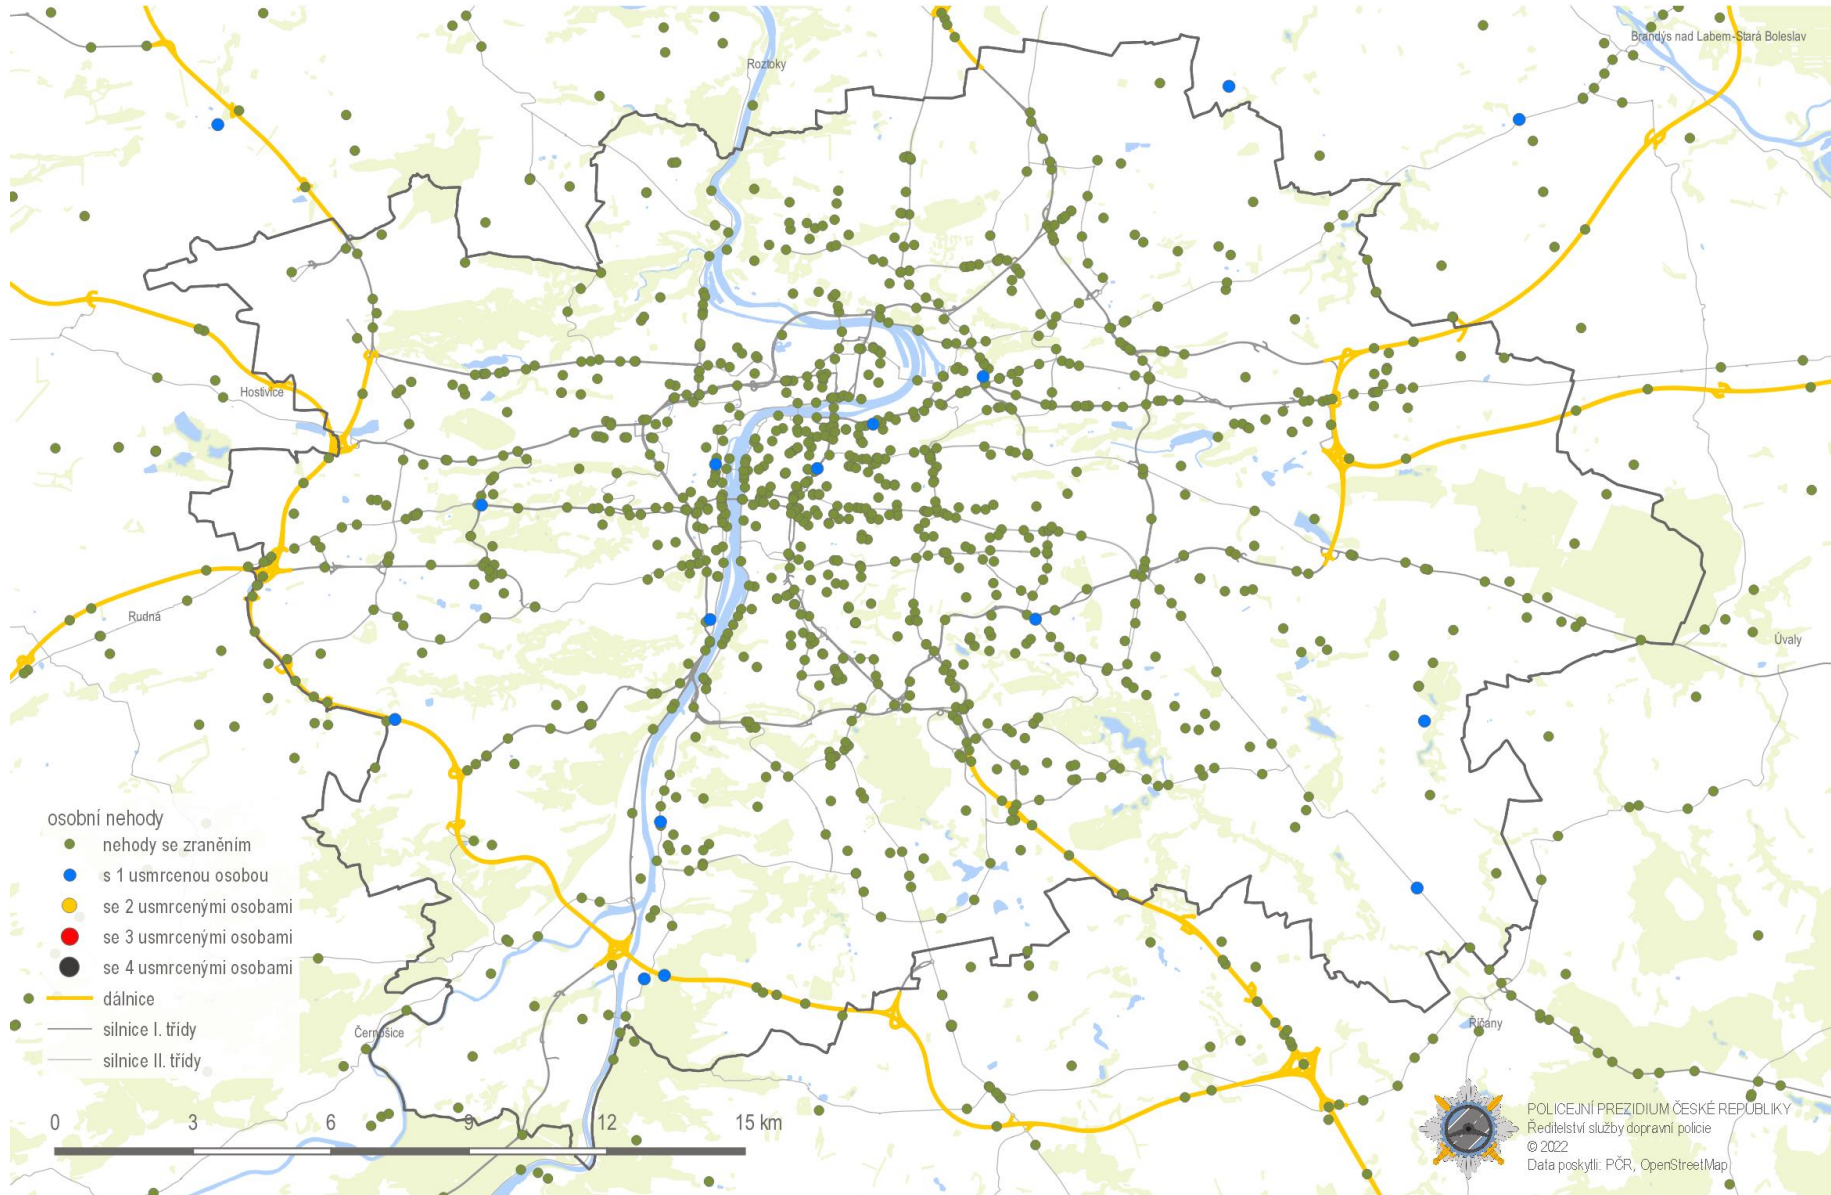 Brandýs nad Labem-Stará Boleslav
Roztoky
Hostivice
Rudná
Úvaly
osobní nehody
nehody se zraněním
s 1 usmrcenou osobou
se 2 usmrcenými osobami
se 3 usmrcenými osobami
se 4 usmrcenými osobami
dálnice
silnice I. třídy
silnice II. třídy
Černošice
Říčany
0 3 6 9 12 15 km
POLICEJNÍ PREZIDIUM ČESKÉ REPUBLIKY
Ředitelství služby dopravní policie
© 2022
Data poskytli: PČR, OpenStreetMap